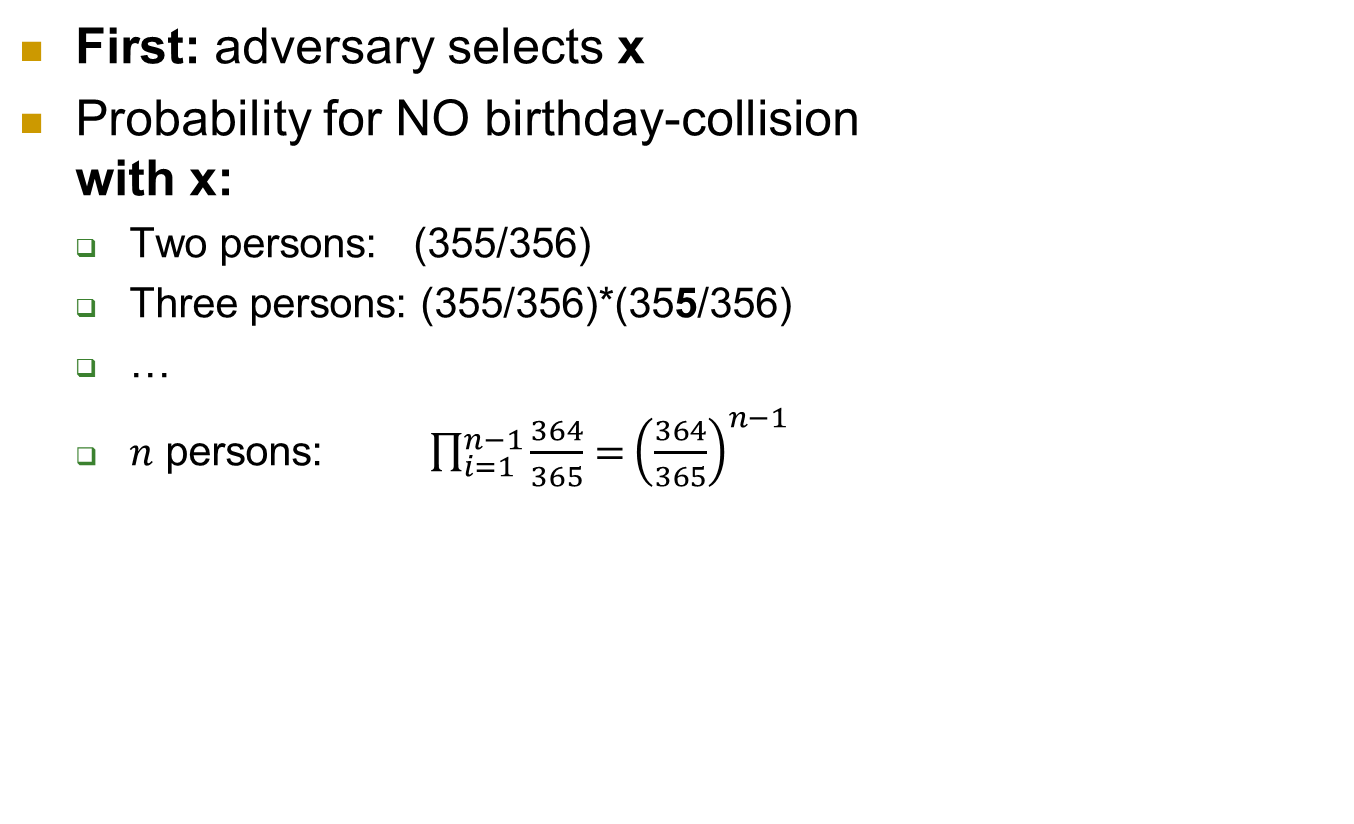 First: adversary selects x
Probability for NO birthday-collision
with x:
Two persons: (355/356)
Three persons: (355/356)*(355/356)
…
n persons: ∏_{i=1}^{n−1} 364/365 = (364/365)^{n−1}